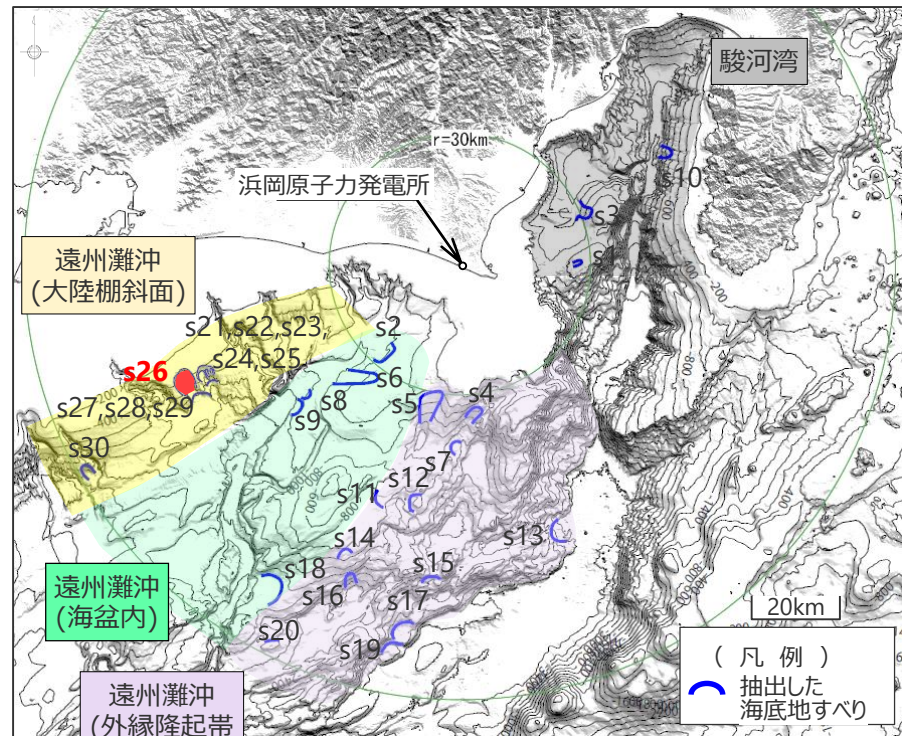 駿河湾
r=30km
浜岡原子力発電所
s10
s3
遠州灘沖
(大陸棚斜面)
s21,s22,s23,
s24,s25,
s26
s27,s28,s29
s30
s2
s6
s8
s9
s5
s4
s7
s12
s11
s13
s14
s15
s18
s16
s17
s20
s19
遠州灘沖
(海盆内)
遠州灘沖
(外縁隆起帯
20km
( 凡 例 )
抽出した
海底地すべり